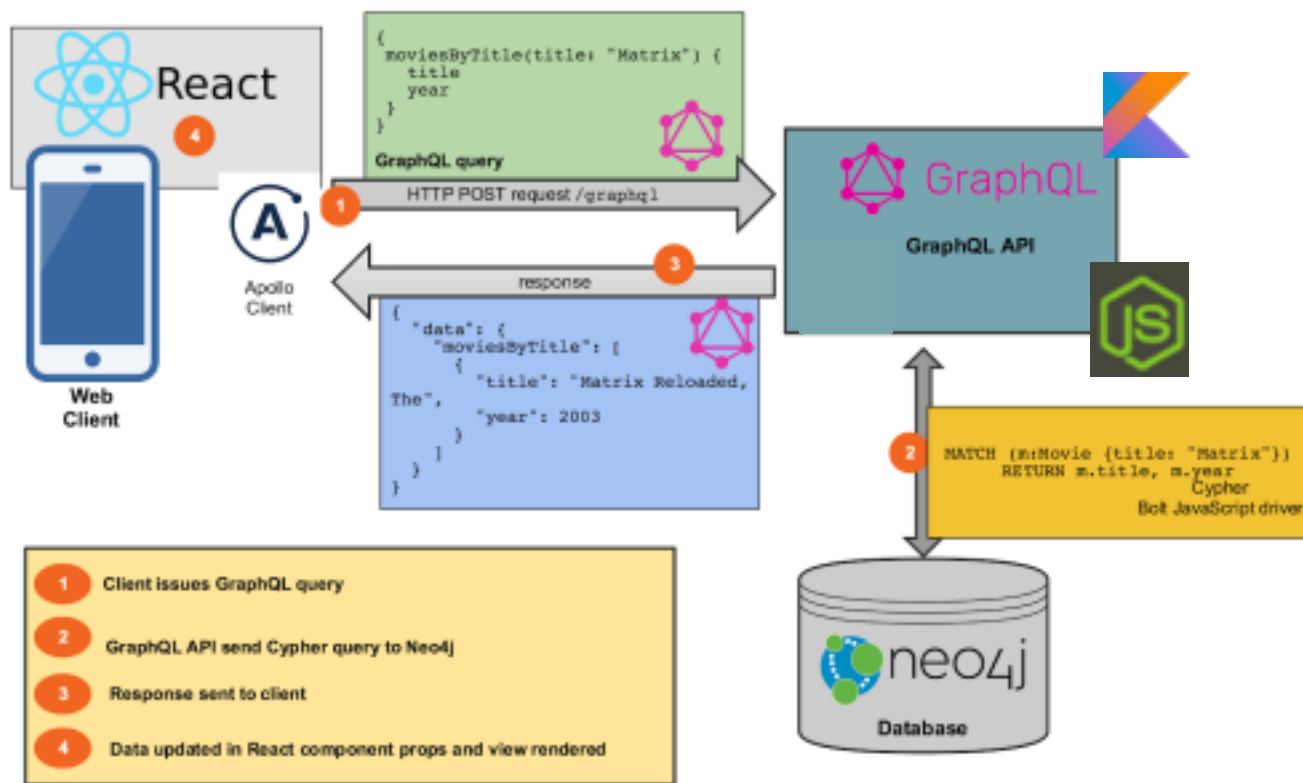 React
4
{
moviesByTitle(title: "Matrix") {
title
year
}
}
GraphQL query
1
HTTP POST request /graphql
A
Apollo
Client
3
response
{
"data": {
"moviesByTitle": [
{
"title": "Matrix Reloaded,
The",
"year": 2003
}
]
}
}
Web
Client
GraphQL
GraphQL API
JS
2
MATCH (m:Movie {title: "Matrix"})
RETURN m.title, m.year
Cypher
Bolt JavaScript driver
neo4j
Database
1 Client issues GraphQL query
2 GraphQL API send Cypher query to Neo4j
3 Response sent to client
4 Data updated in React component props and view rendered